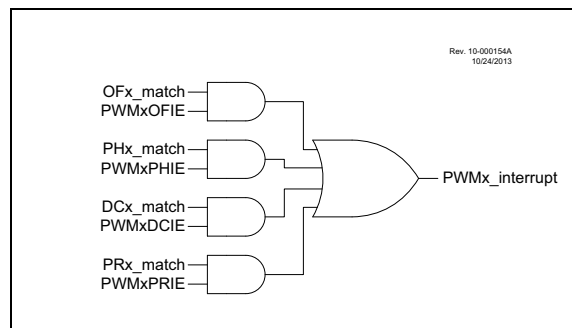 Rev. 10-000154A
10/24/2013
OFx_match
PWMxOFIE
PHx_match
PWMxPHIE
PWMx_interrupt
DCx_match
PWMxDCIE
PRx_match
PWMxPRIE